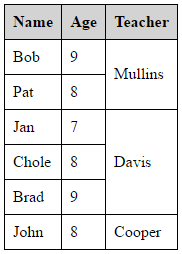 Name Age Teacher
Bob 9 Mullins
Pat 8
Jan 7 Davis
Chole 8
Brad 9
John 8 Cooper